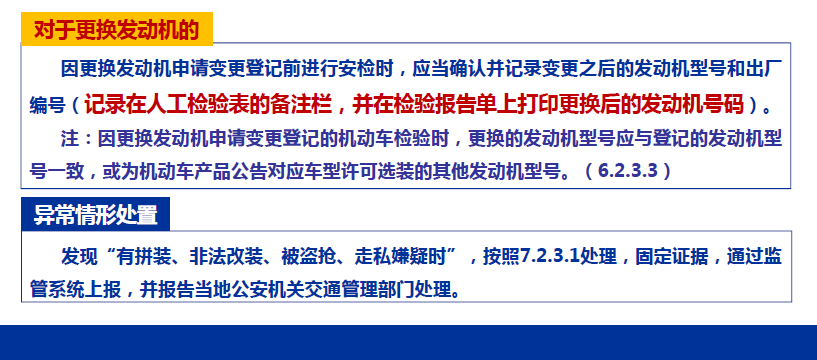 对于更换发动机的
因更换发动机申请变更登记前进行安检时，应当确认并记录变更之后的发动机型号和出厂
编号（记录在人工检验表的备注栏，并在检验报告单上打印更换后的发动机号码）。
注：因更换发动机申请变更登记的机动车检验时，更换的发动机型号应与登记的发动机型
号一致，或为机动车产品公告对应车型许可选装的其他发动机型号。（6.2.3.3）
异常情形处置
发现“有拼装、非法改装、被盗抢、走私嫌疑时”，按照7.2.3.1处理，固定证据，通过监
管系统上报，并报告当地公安机关交通管理部门处理。